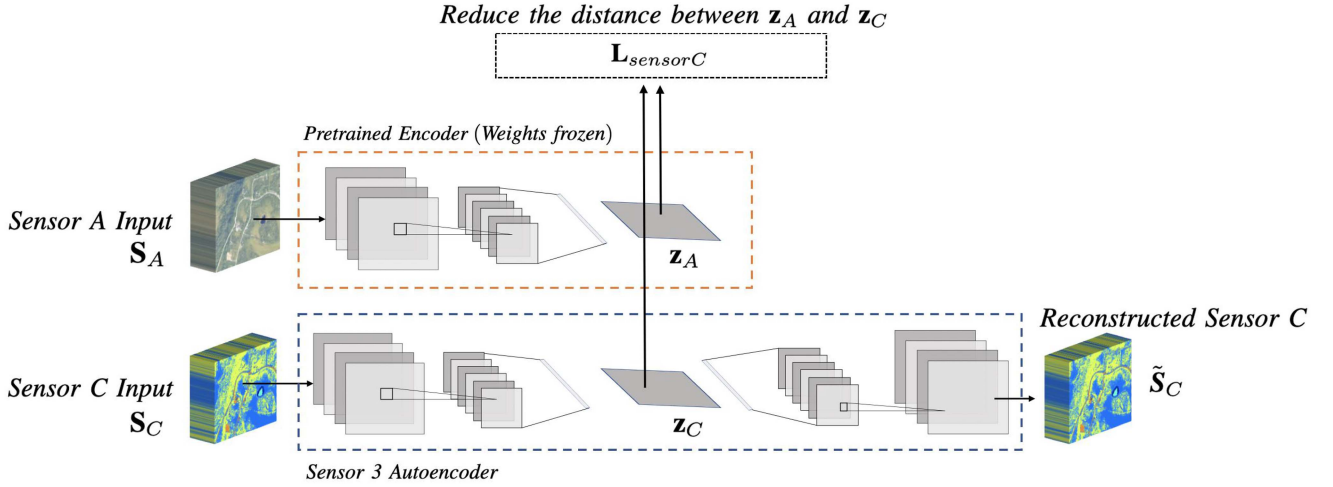 Reduce the distance between z_A and z_C
L_sensorC
Pretrained Encoder (Weights frozen)
Sensor A Input
S_A
z_A
Reconstructed Sensor C
S̃_C
Sensor C Input
S_C
z_C
Sensor 3 Autoencoder